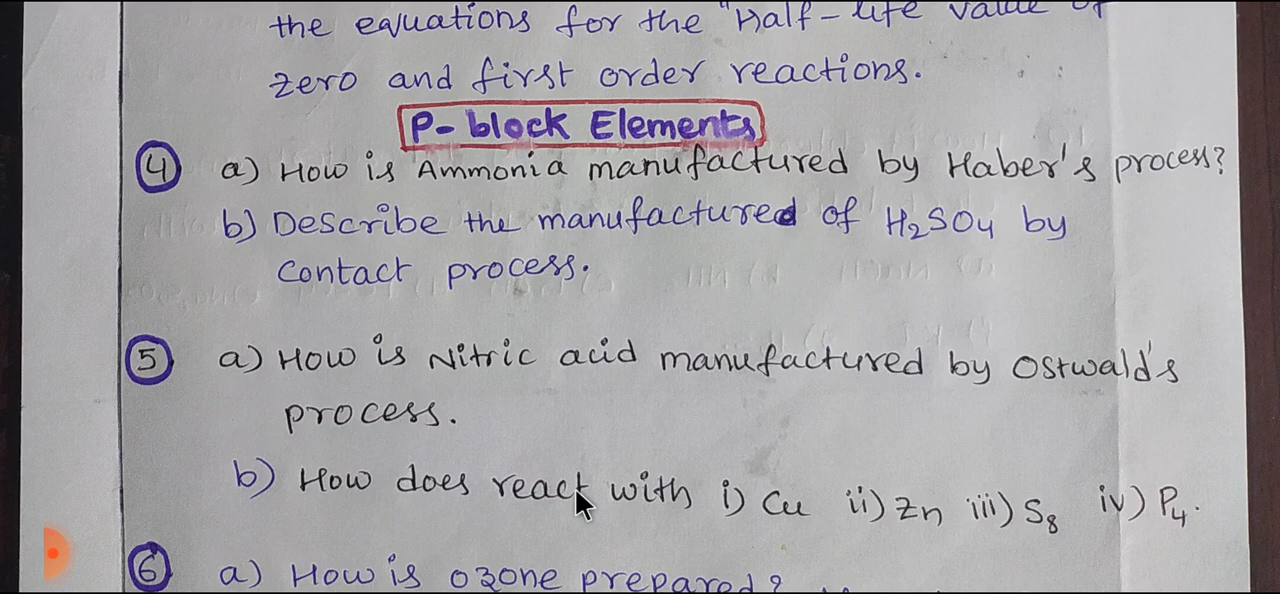 the equations for the "Half-life value of
zero and first order reactions.
P-block Elements
4 a) How is Ammonia manufactured by Haber's process?
b) Describe the manufactured of H₂SO₄ by
Contact process.
5 a) How is Nitric acid manufactured by Ostwald's
process.
b) How does react with i) Cu ii) Zn iii) S₈ iv) P₄.
6 a) How is ozone prepared?